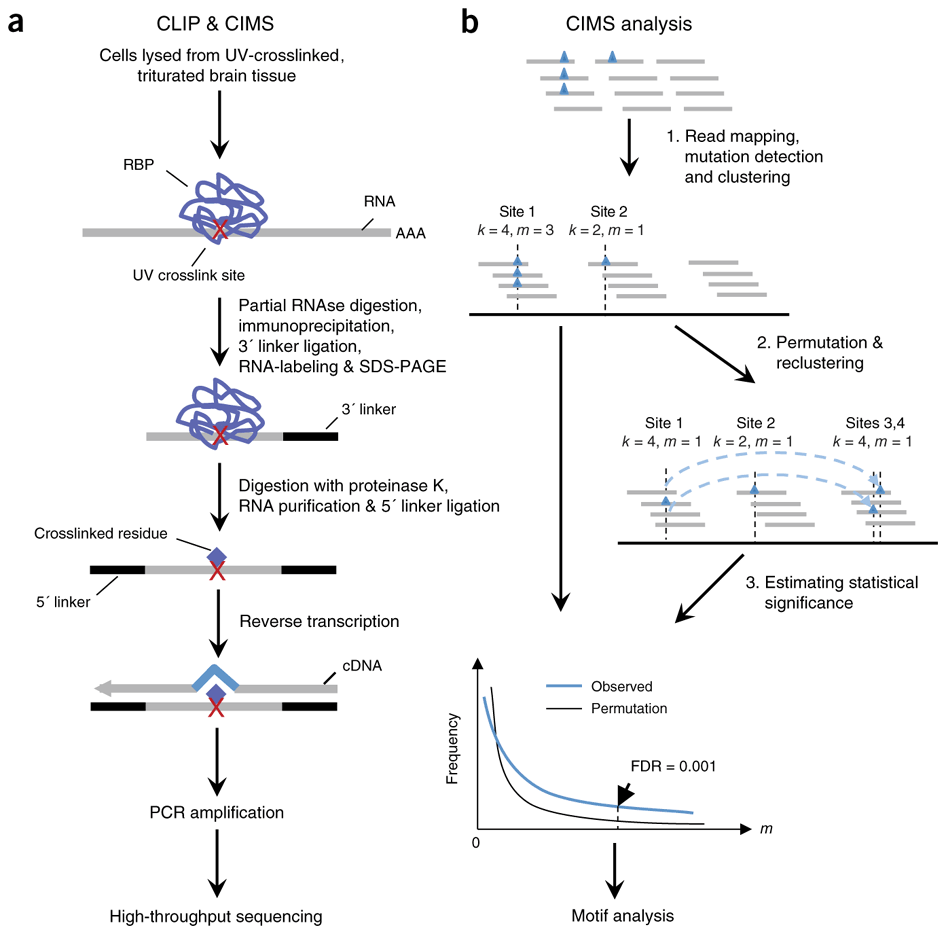 a
CLIP & CIMS
Cells lysed from UV-crosslinked,
triturated brain tissue
RBP
RNA
AAA
X
UV crosslink site
Partial RNAse digestion,
immunoprecipitation,
3´ linker ligation,
RNA-labeling & SDS-PAGE
3´ linker
X
Digestion with proteinase K,
RNA purification & 5´ linker ligation
Crosslinked residue
X
5´ linker
Reverse transcription
cDNA
X
PCR amplification
High-throughput sequencing
b
CIMS analysis
1. Read mapping,
mutation detection
and clustering
Site 1
k = 4, m = 3
Site 2
k = 2, m = 1
2. Permutation &
reclustering
Site 1
k = 4, m = 1
Site 2
k = 2, m = 1
Sites 3,4
k = 4, m = 1
3. Estimating statistical
significance
Frequency
Observed
Permutation
FDR = 0.001
0
m
Motif analysis